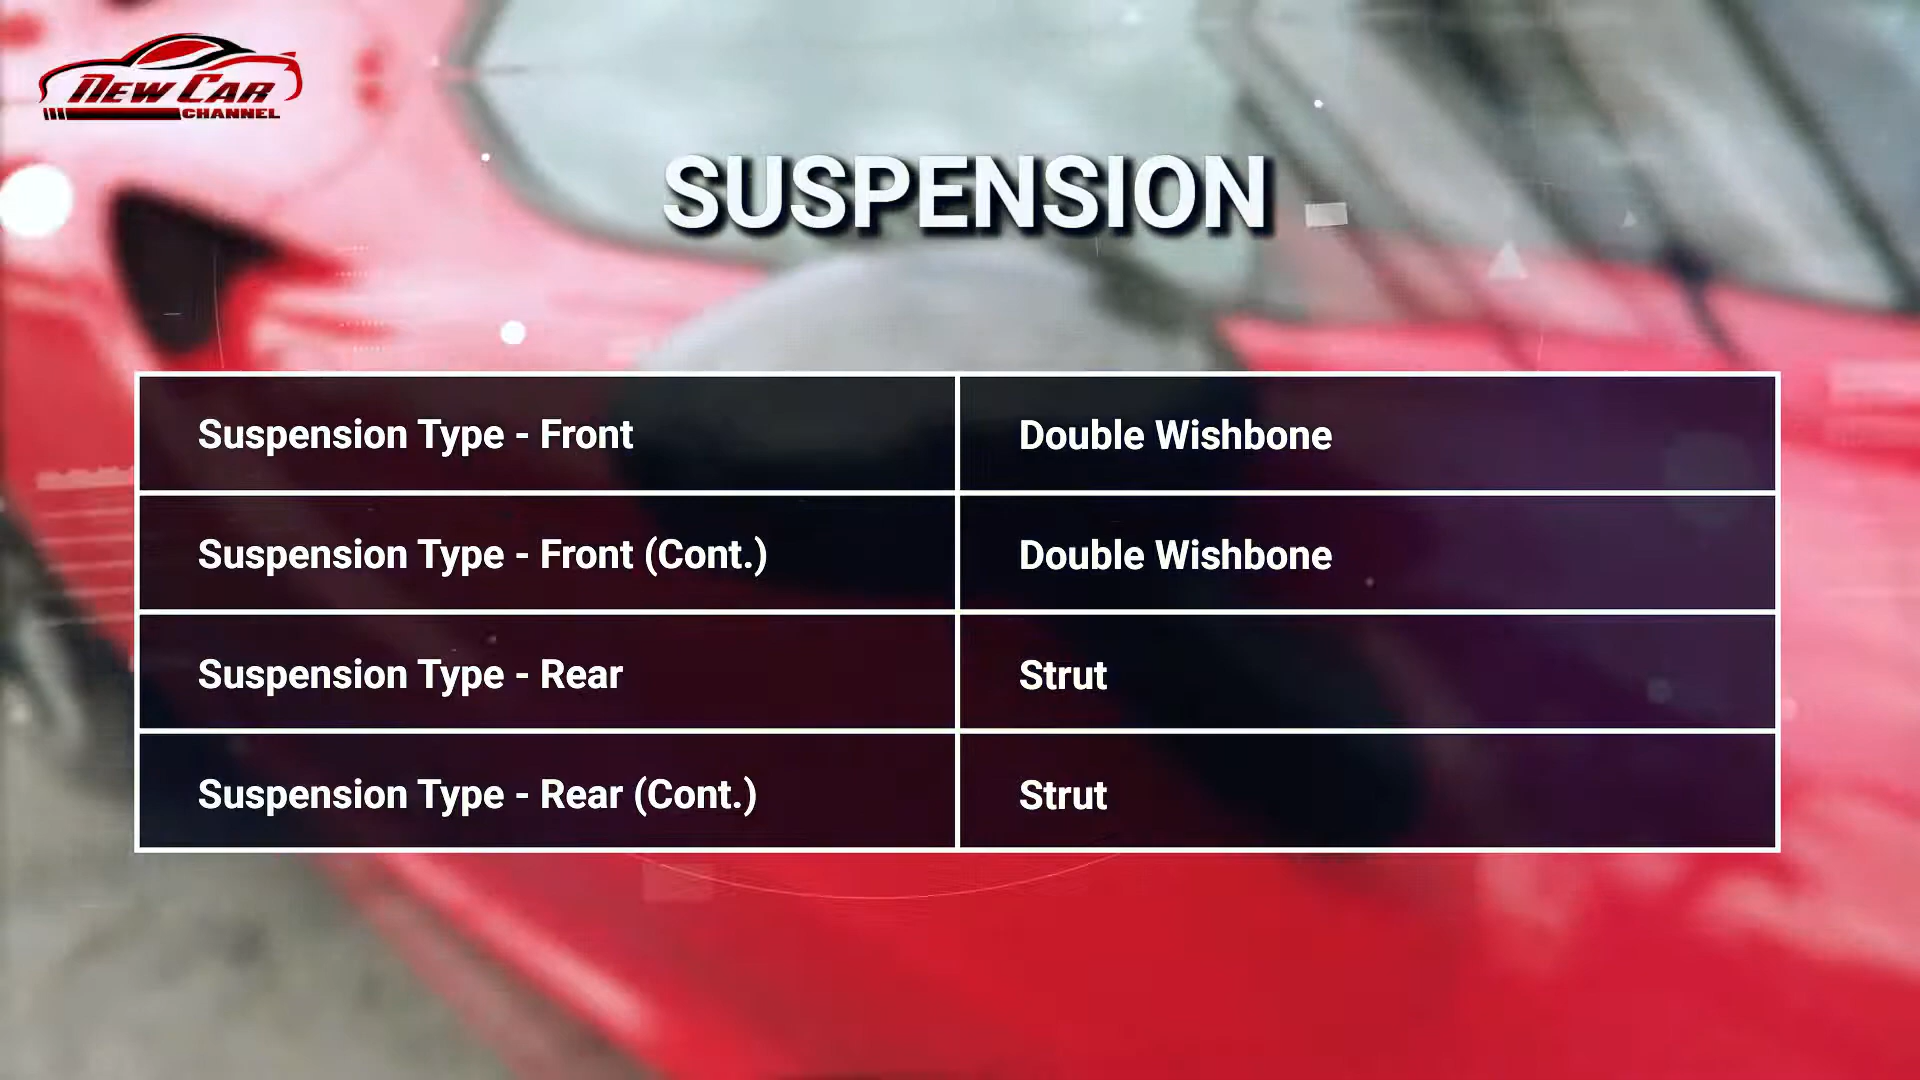 NEW CAR
CHANNEL
SUSPENSION
Suspension Type - Front
Double Wishbone
Suspension Type - Front (Cont.)
Double Wishbone
Suspension Type - Rear
Strut
Suspension Type - Rear (Cont.)
Strut